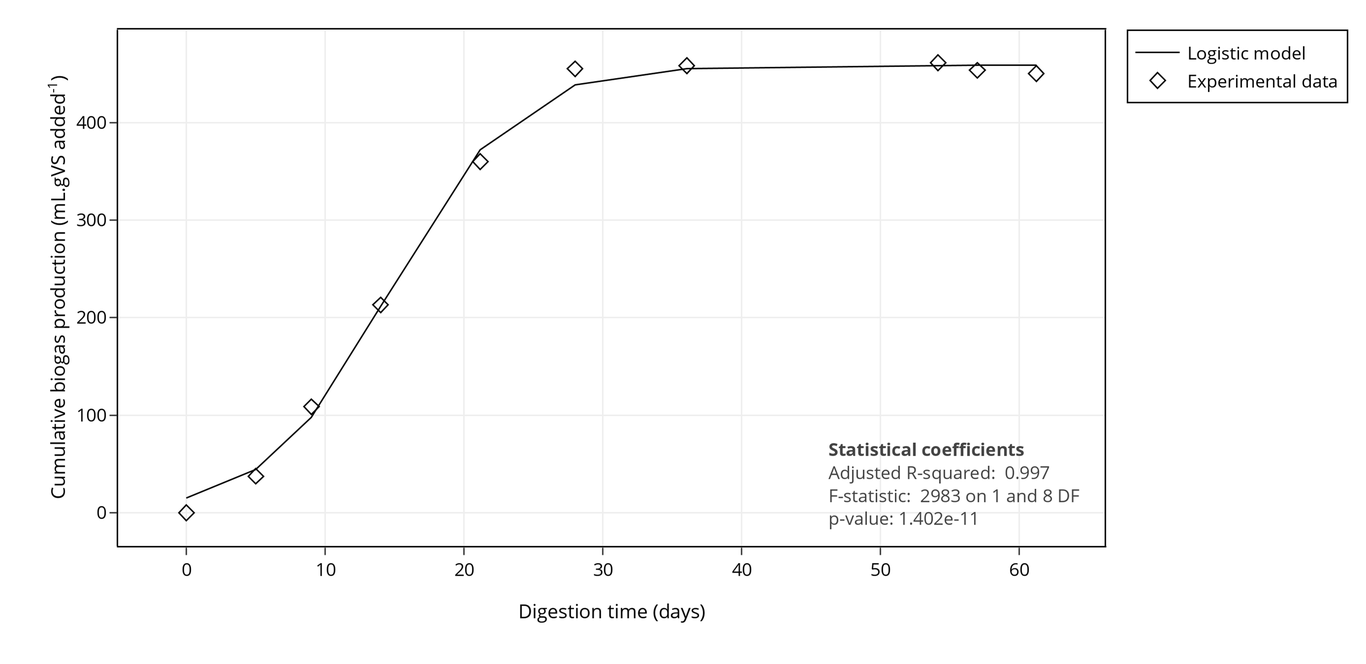 Logistic model
Experimental data
Cumulative biogas production (mL.gVS added⁻¹)
400
300
200
100
0
Statistical coefficients
Adjusted R-squared: 0.997
F-statistic: 2983 on 1 and 8 DF
p-value: 1.402e-11
0 10 20 30 40 50 60
Digestion time (days)